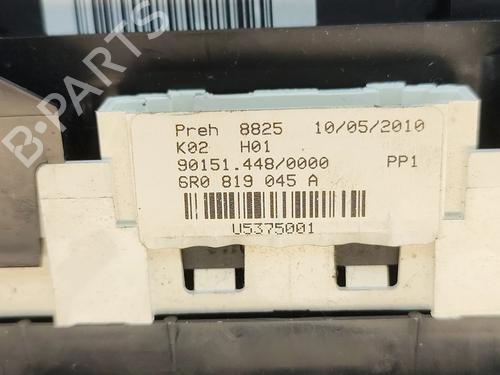 B-PARTS
Preh 8825 10/05/2010
K02 H01
90151.448/0000 PP1
6R0 819 045 A
U5375001